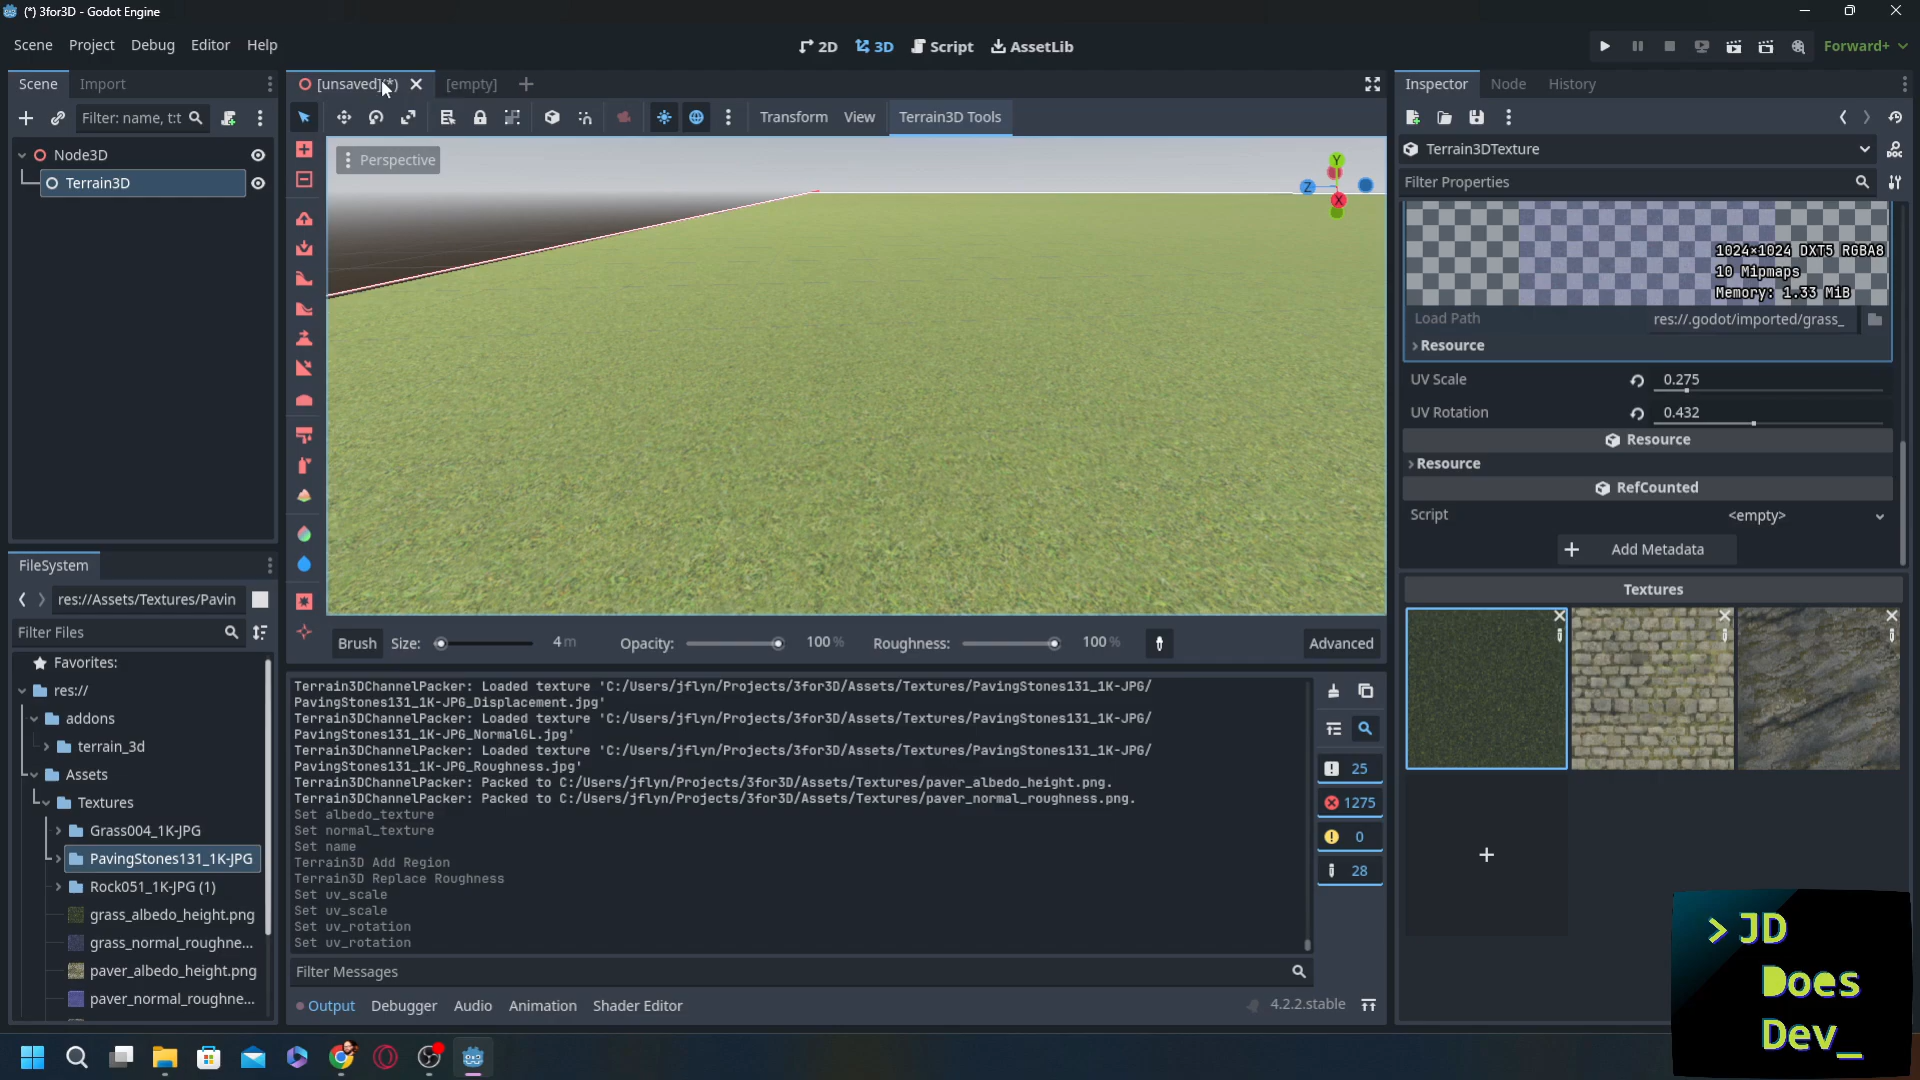 (*) 3for3D - Godot Engine
Scene Project Debug Editor Help
2D 3D Script AssetLib
Forward+
Scene Import
[unsaved](*) [empty]
Inspector Node History
Filter: name, t:t
Transform View Terrain3D Tools
Node3D
Terrain3D
Perspective
Y
Z
X
Terrain3DTexture
DOC
Filter Properties
1024×1024 DXT5 RGBA8
10 Mipmaps
Memory: 1.33 MiB
Load Path res://.godot/imported/grass_
Resource
UV Scale 0.275
UV Rotation 0.432
Resource
Resource
RefCounted
Script <empty>
Add Metadata
Textures
FileSystem
res://Assets/Textures/Pavin
Filter Files
Favorites:
res://
addons
terrain_3d
Assets
Textures
Grass004_1K-JPG
PavingStones131_1K-JPG
Rock051_1K-JPG (1)
grass_albedo_height.png
grass_normal_roughne...
paver_albedo_height.png
paver_normal_roughne...
Brush Size: 4m Opacity: 100% Roughness: 100% Advanced
Terrain3DChannelPacker: Loaded texture 'C:/Users/jflyn/Projects/3for3D/Assets/Textures/PavingStones131_1K-JPG/
PavingStones131_1K-JPG_Displacement.jpg'
Terrain3DChannelPacker: Loaded texture 'C:/Users/jflyn/Projects/3for3D/Assets/Textures/PavingStones131_1K-JPG/
PavingStones131_1K-JPG_NormalGL.jpg'
Terrain3DChannelPacker: Loaded texture 'C:/Users/jflyn/Projects/3for3D/Assets/Textures/PavingStones131_1K-JPG/
PavingStones131_1K-JPG_Roughness.jpg'
Terrain3DChannelPacker: Packed to C:/Users/jflyn/Projects/3for3D/Assets/Textures/paver_albedo_height.png.
Terrain3DChannelPacker: Packed to C:/Users/jflyn/Projects/3for3D/Assets/Textures/paver_normal_roughness.png.
Set albedo_texture
Set normal_texture
Set name
Terrain3D Add Region
Terrain3D Replace Roughness
Set uv_scale
Set uv_scale
Set uv_rotation
Set uv_rotation
25
1275
0
28
Filter Messages
Output Debugger Audio Animation Shader Editor
4.2.2.stable
> JD
Does
Dev_